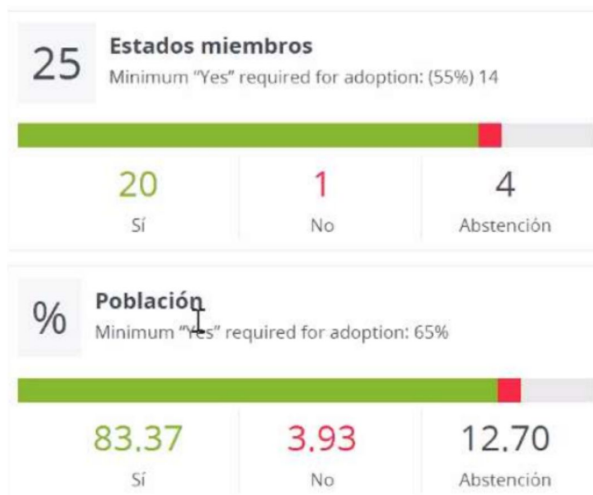 25
Estados miembros
Minimum "Yes" required for adoption: (55%) 14
20 1 4
Sí No Abstención
%
Población
Minimum "Yes" required for adoption: 65%
83,37 3,93 12,70
Sí No Abstención